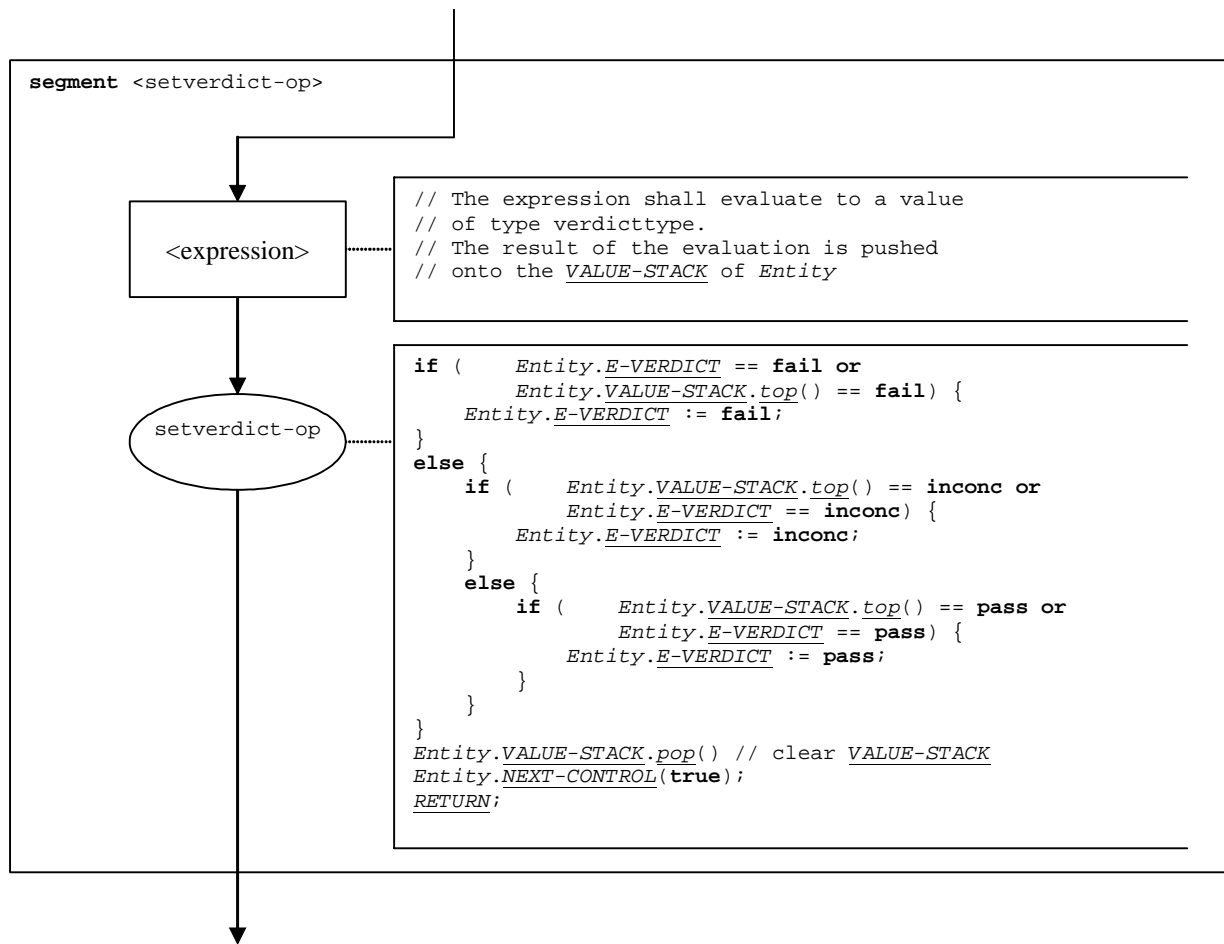 segment <setverdict-op>
<expression>
// The expression shall evaluate to a value
// of type verdicttype.
// The result of the evaluation is pushed
// onto the VALUE-STACK of Entity
setverdict-op
if (    Entity.E-VERDICT == fail or
        Entity.VALUE-STACK.top() == fail) {
    Entity.E-VERDICT := fail;
}
else {
    if (    Entity.VALUE-STACK.top() == inconc or
            Entity.E-VERDICT == inconc) {
        Entity.E-VERDICT := inconc;
    }
    else {
        if (    Entity.VALUE-STACK.top() == pass or
                Entity.E-VERDICT == pass) {
            Entity.E-VERDICT := pass;
        }
    }
}
Entity.VALUE-STACK.pop() // clear VALUE-STACK
Entity.NEXT-CONTROL(true);
RETURN;